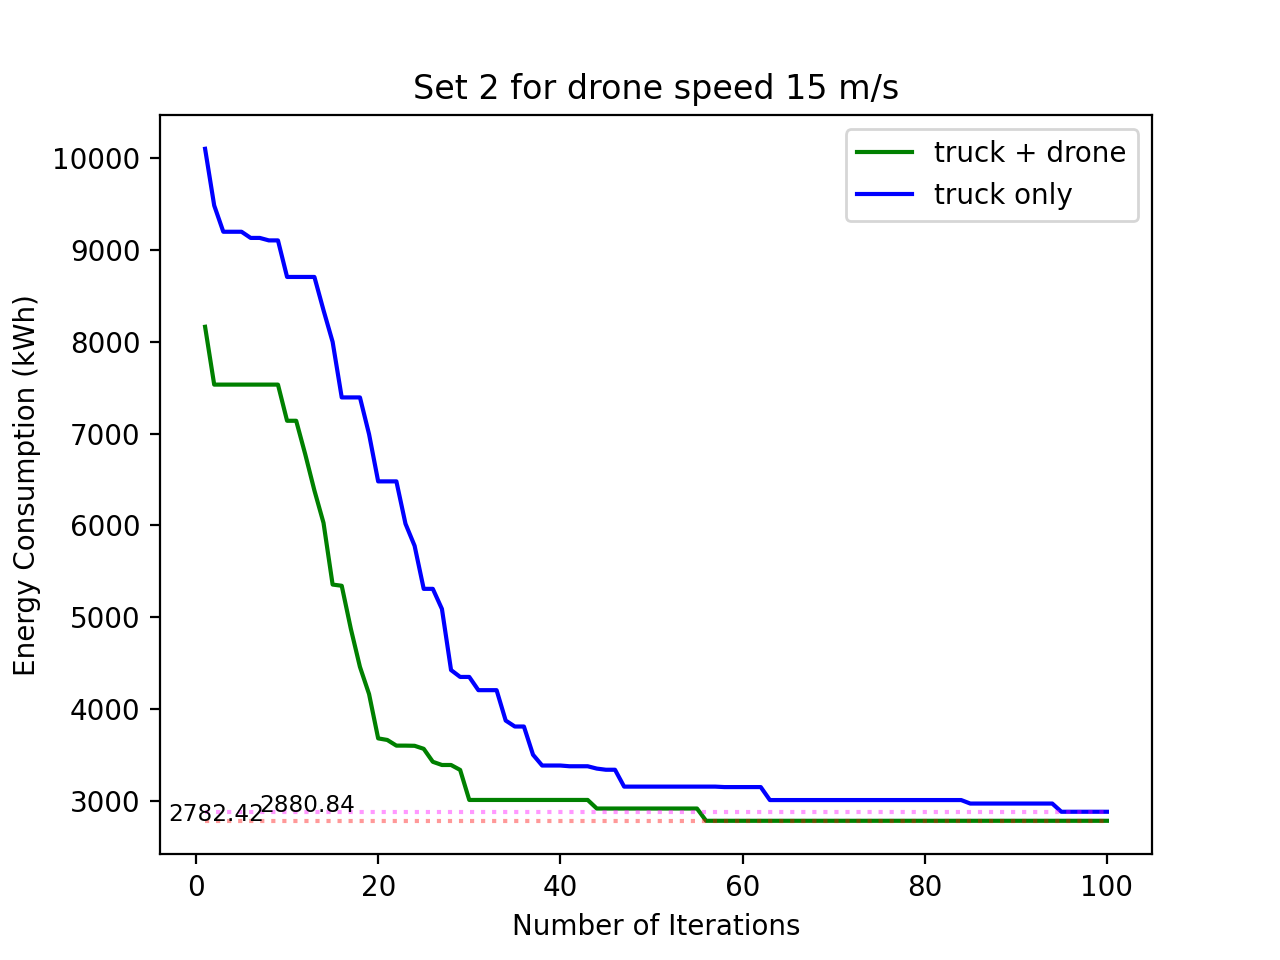 Set 2 for drone speed 15 m/s
truck + drone
truck only
Energy Consumption (kWh)
10000
9000
8000
7000
6000
5000
4000
3000
2880.84
2782.42
0 20 40 60 80 100
Number of Iterations